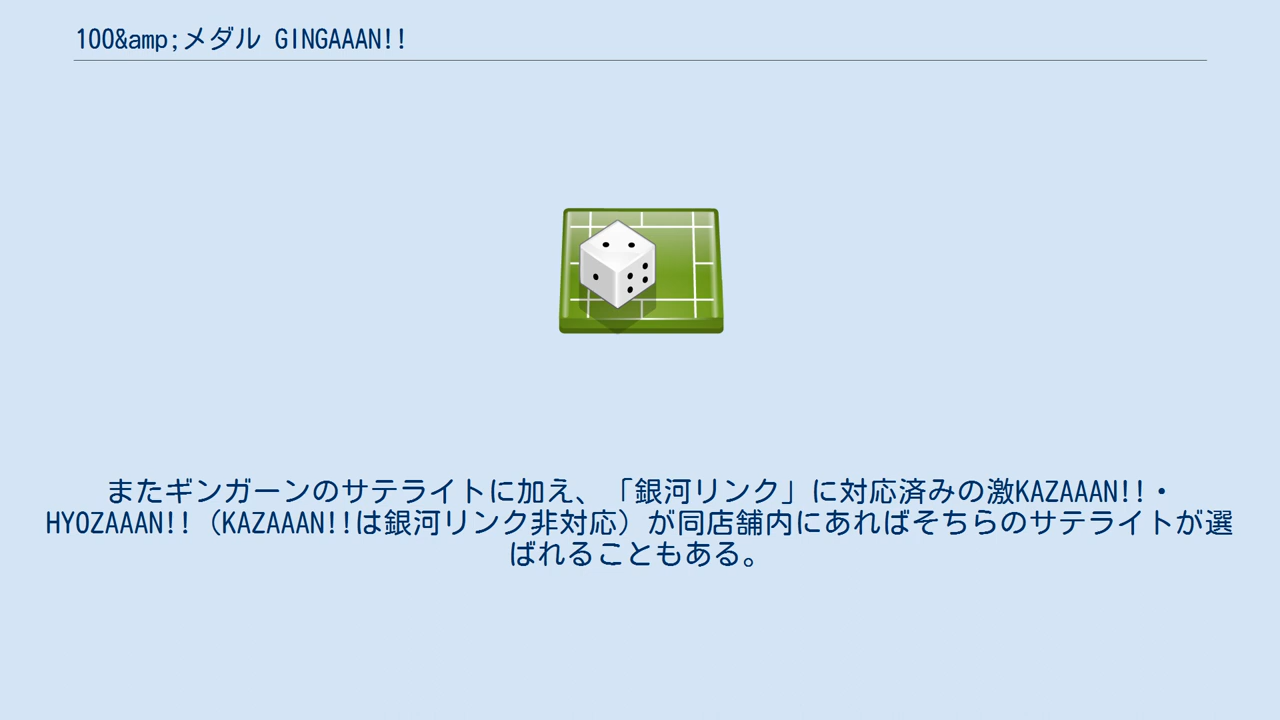 100&amp;メダル GINGAAAN!!
またギンガーンのサテライトに加え、「銀河リンク」に対応済みの激KAZAAAN!!・
HYOZAAAN!!（KAZAAAN!!は銀河リンク非対応）が同店舗内にあればそちらのサテライトが選
ばれることもある。